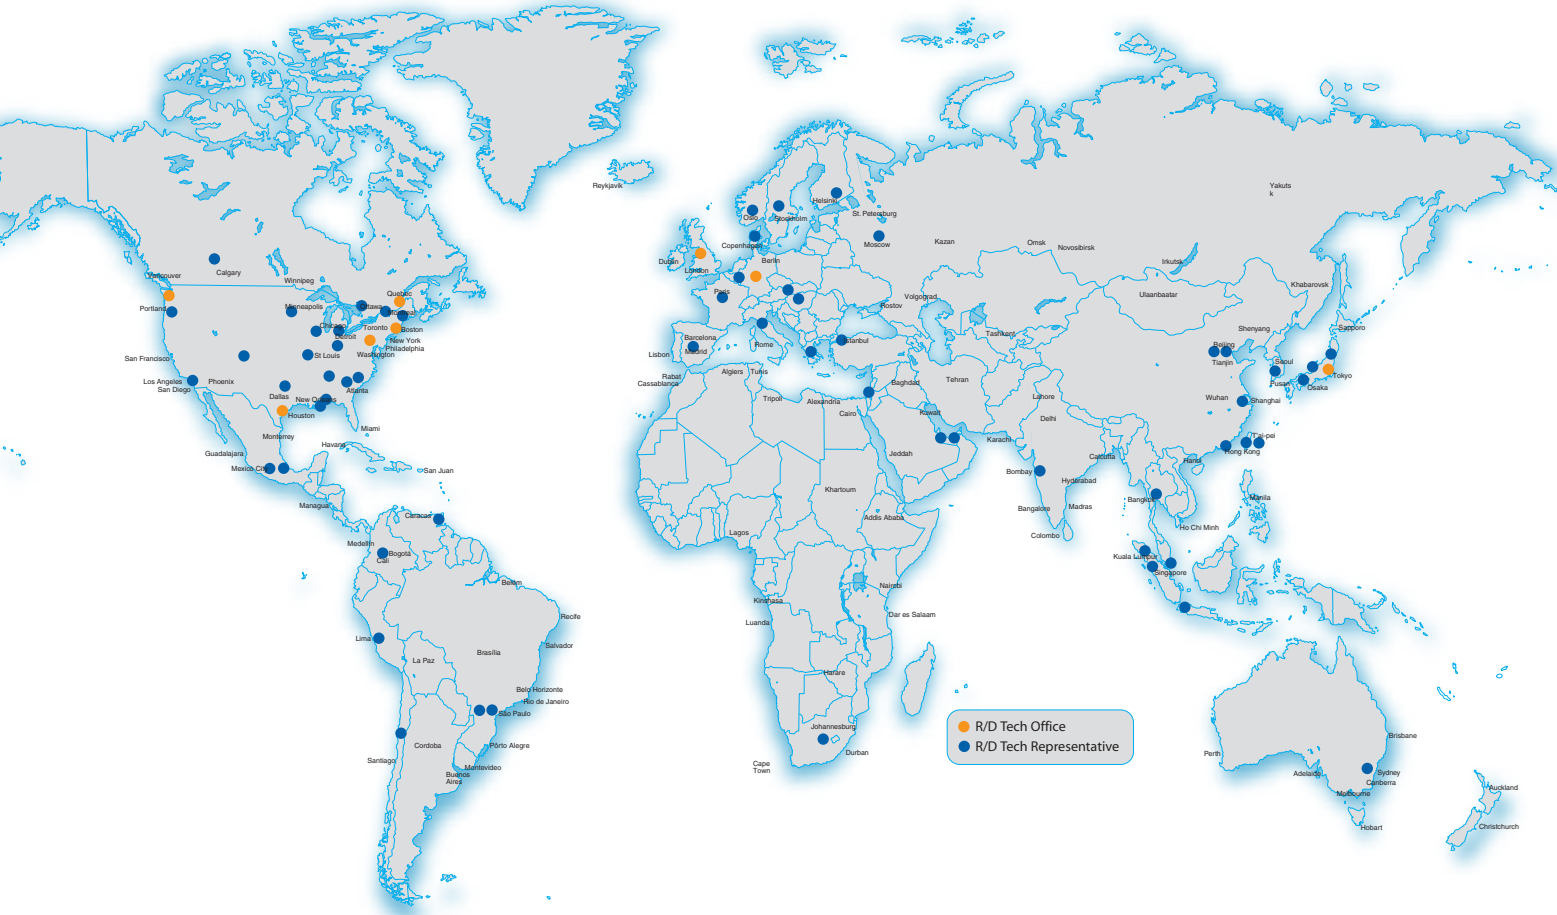 Reykjavik
Yakuts
k
Helsinki
Oslo
Stockholm
St. Petersburg
Copenhagen
Moscow
Kazan
Omsk
Novosibirsk
Irkutsk
Dublin
London
Berlin
Paris
Volgograd
Rostov
Ulaanbaatar
Khabarovsk
Vancouver
Calgary
Winnipeg
Portland
Minneapolis
Ottawa
Quebec
Montreal
Chicago
Toronto
Boston
Detroit
New York
Philadelphia
San Francisco
St Louis
Washington
Los Angeles
San Diego
Phoenix
Dallas
Atlanta
New Orleans
Houston
Miami
Monterrey
Havana
Guadalajara
Mexico City
San Juan
Managua
Barcelona
Madrid
Lisbon
Rome
Istanbul
Tashkent
Shenyang
Sapporo
Beijing
Tianjin
Seoul
Pusan
Tokyo
Osaka
Rabat
Cassablanca
Algiers
Tunis
Tripoli
Alexandria
Cairo
Baghdad
Tehran
Kuwait
Lahore
Delhi
Wuhan
Shanghai
Karachi
Calcutta
T'ai-pei
Hong Kong
Hanoi
Jeddah
Bombay
Hyderabad
Khartoum
Addis Ababa
Bangalore
Madras
Bangkok
Manila
Ho Chi Minh
Colombo
Lagos
Kuala Lumpur
Singapore
Caracas
Medellin
Bogota
Cali
Belem
Recife
Lima
Salvador
Brasilia
La Paz
Belo Horizonte
Rio de Janeiro
São Paulo
Cordoba
Pôrto Alegre
Santiago
Montevideo
Buenos
Aires
Nairobi
Kinshasa
Luanda
Dar es Salaam
Harare
Johannesburg
Durban
Cape
Town
R/D Tech Office
R/D Tech Representative
Brisbane
Perth
Adelaide
Sydney
Canberra
Melbourne
Hobart
Auckland
Christchurch